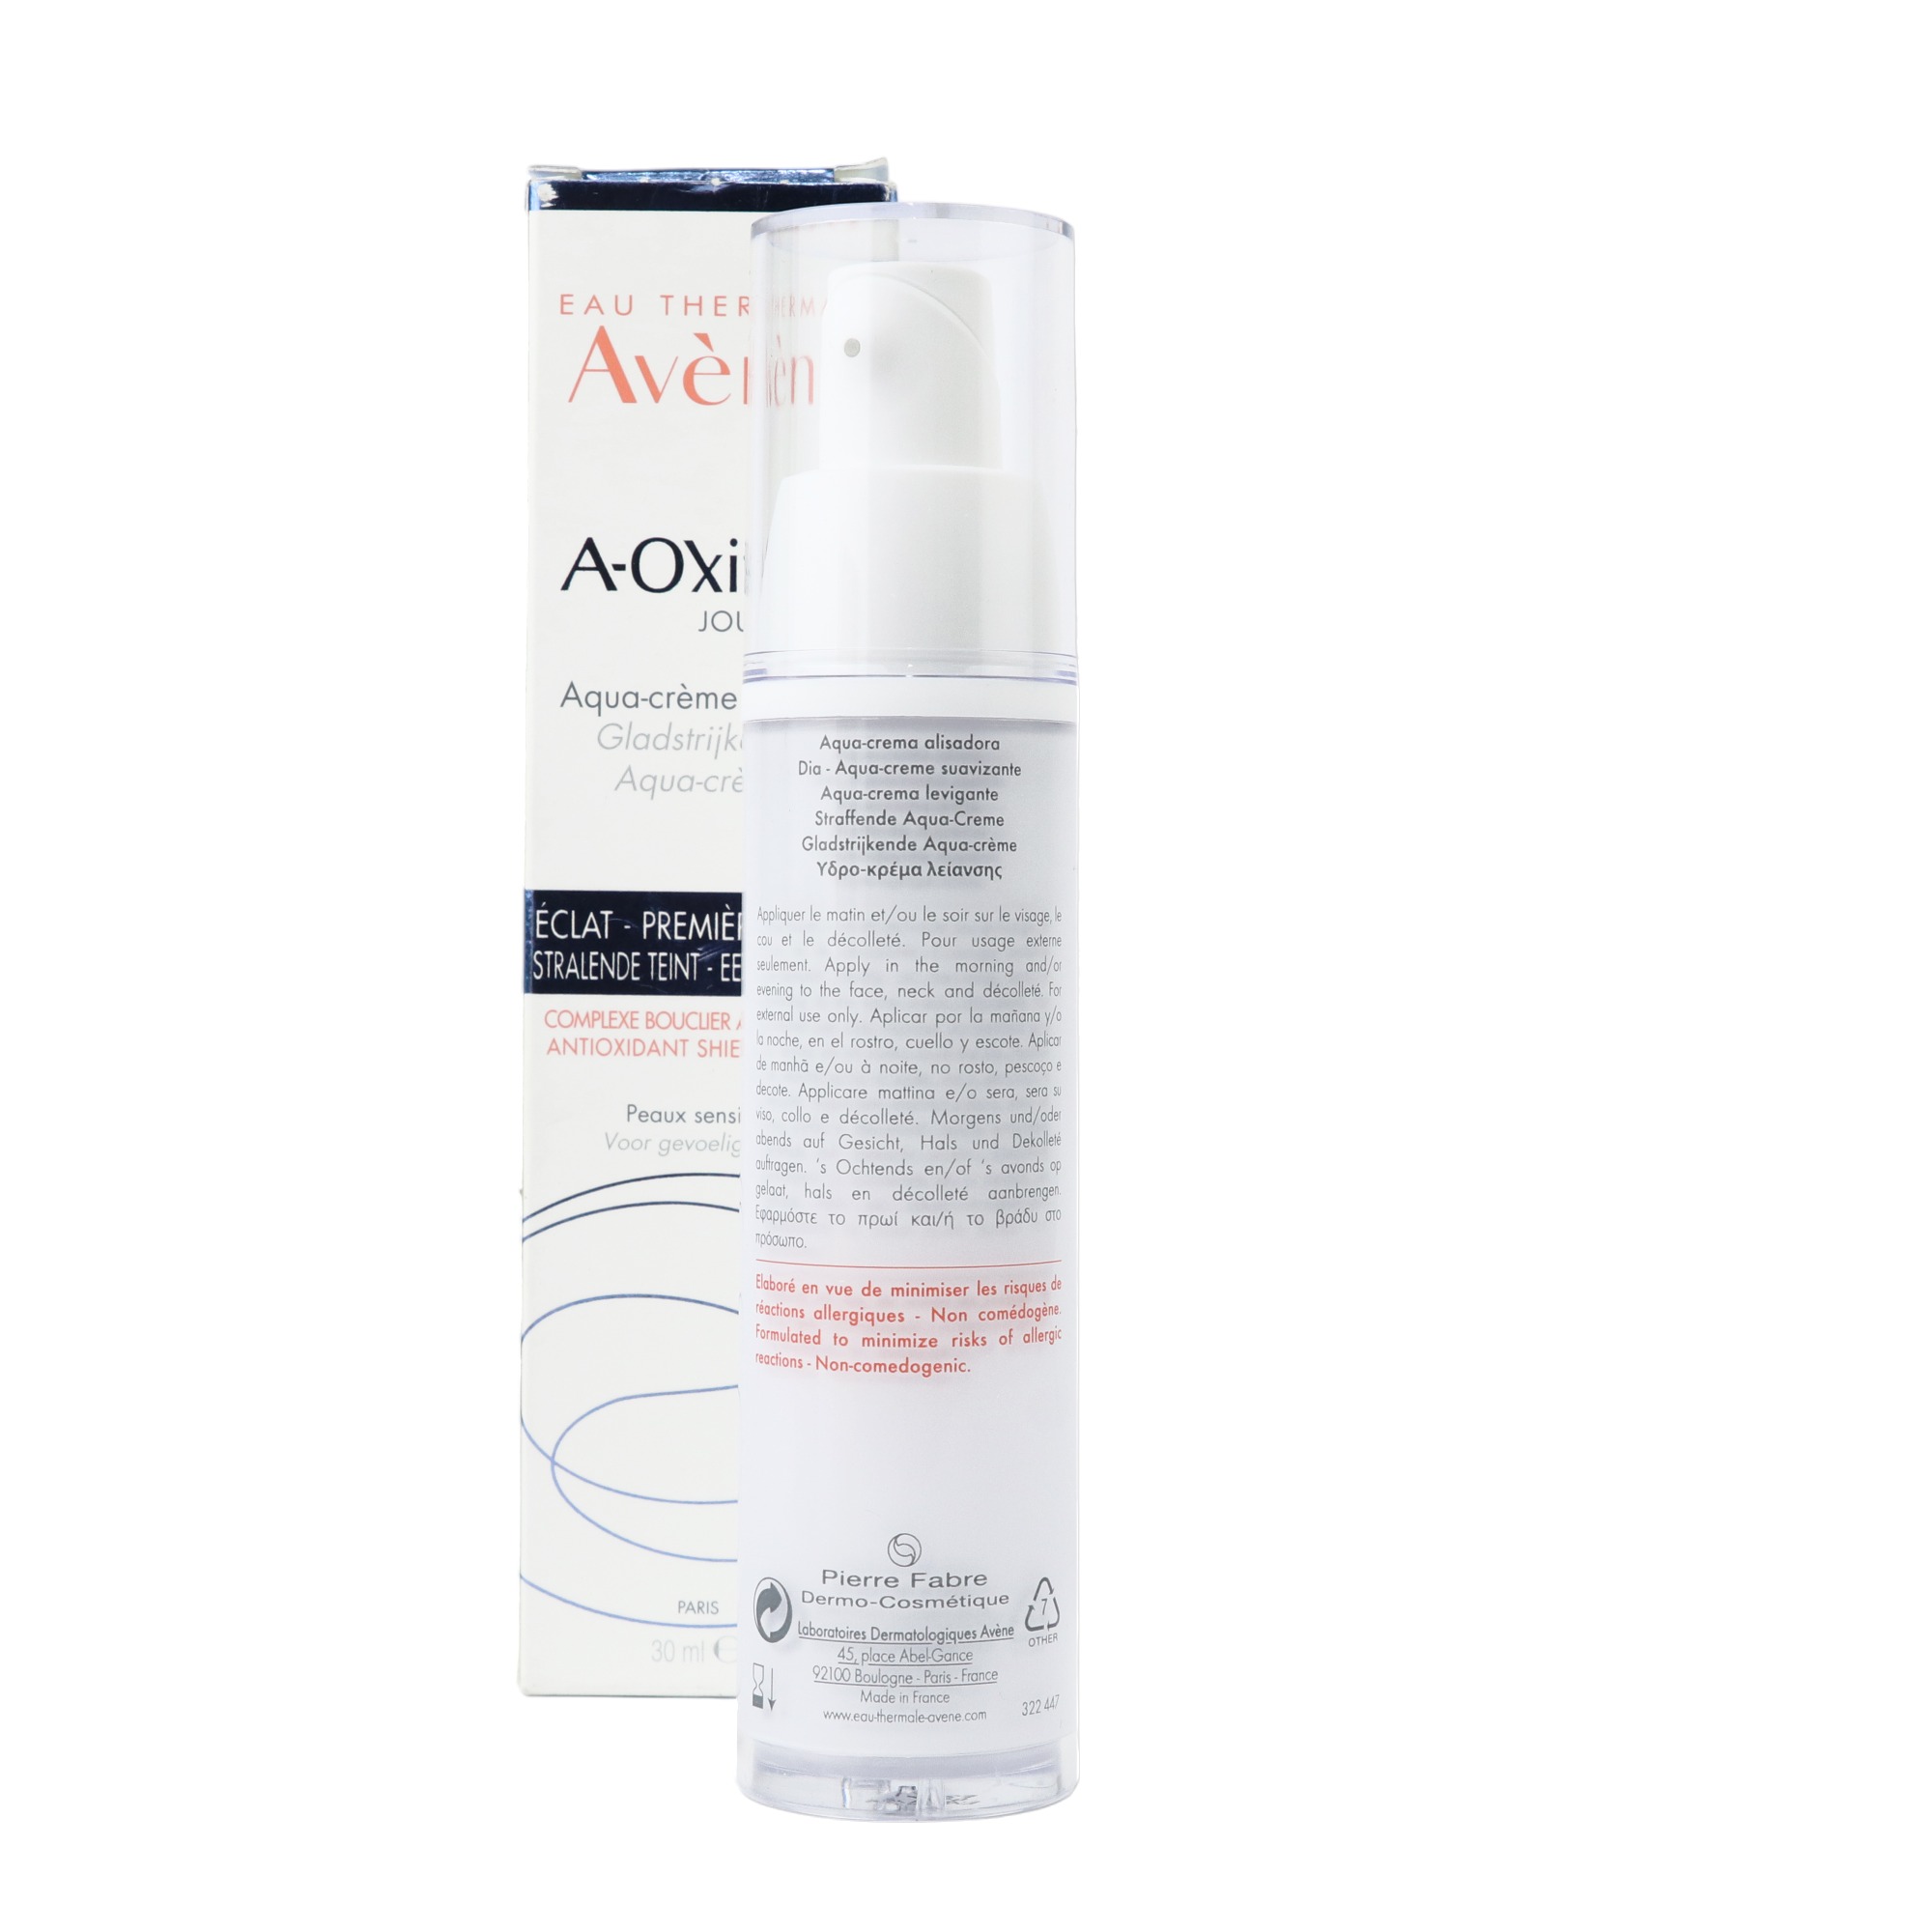 EAU THER
Avèn
A-OXi
JOU
Aqua-crème
Gladstrijke
Aqua-crè
ÉCLAT - PREMIÈR
STRALENDE TEINT - EE
COMPLEXE BOUCLIER A
ANTIOXIDANT SHIE
Peaux sensi
Voor gevoelig
PARIS
30 ml e
Aqua-crema alisadora
Dia - Aqua-creme suavizante
Aqua-crema levigante
Straffende Aqua-Creme
Gladstrijkende Aqua-crème
Υδρο-κρέμα λείανσης
Appliquer le matin et/ou le soir sur le visage, le
cou et le décolleté. Pour usage externe
seulement. Apply in the morning and/or
evening to the face, neck and décolleté. For
external use only. Aplicar por la mañana y/o
la noche, en el rostro, cuello y escote. Aplicar
de manhã e/ou à noite, no rosto, pescoço e
decote. Applicare mattina e/o sera, sera su
viso, collo e décolleté. Morgens und/oder
abends auf Gesicht, Hals und Dekolleté
auftragen. 's Ochtends en/of 's avonds op
gelaat, hals en décolleté aanbrengen.
Εφαρμόστε το πρωί και/ή το βράδυ στο
πρόσωπο.
Elaboré en vue de minimiser les risques de
réactions allergiques - Non comédogène.
Formulated to minimize risks of allergic
reactions - Non-comedogenic.
Pierre Fabre
Dermo-Cosmétique
Laboratoires Dermatologiques Avène
45, place Abel-Gance
92100 Boulogne - Paris - France
Made in France
www.eau-thermale-avene.com
7
OTHER
322 447